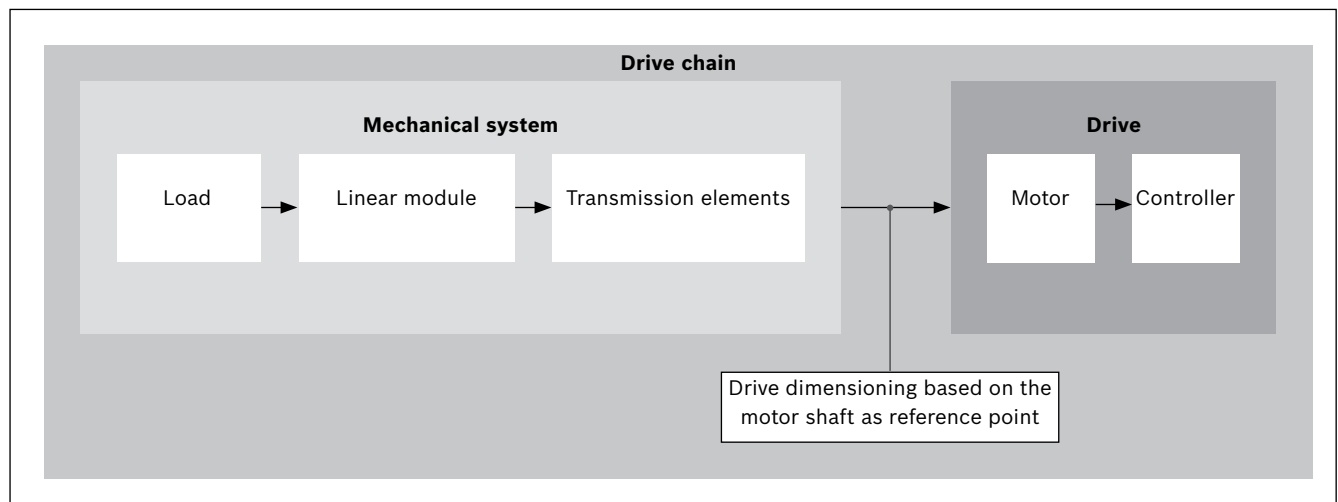 Drive chain
Mechanical system
Drive
Load
Linear module
Transmission elements
Motor
Controller
Drive dimensioning based on the
motor shaft as reference point